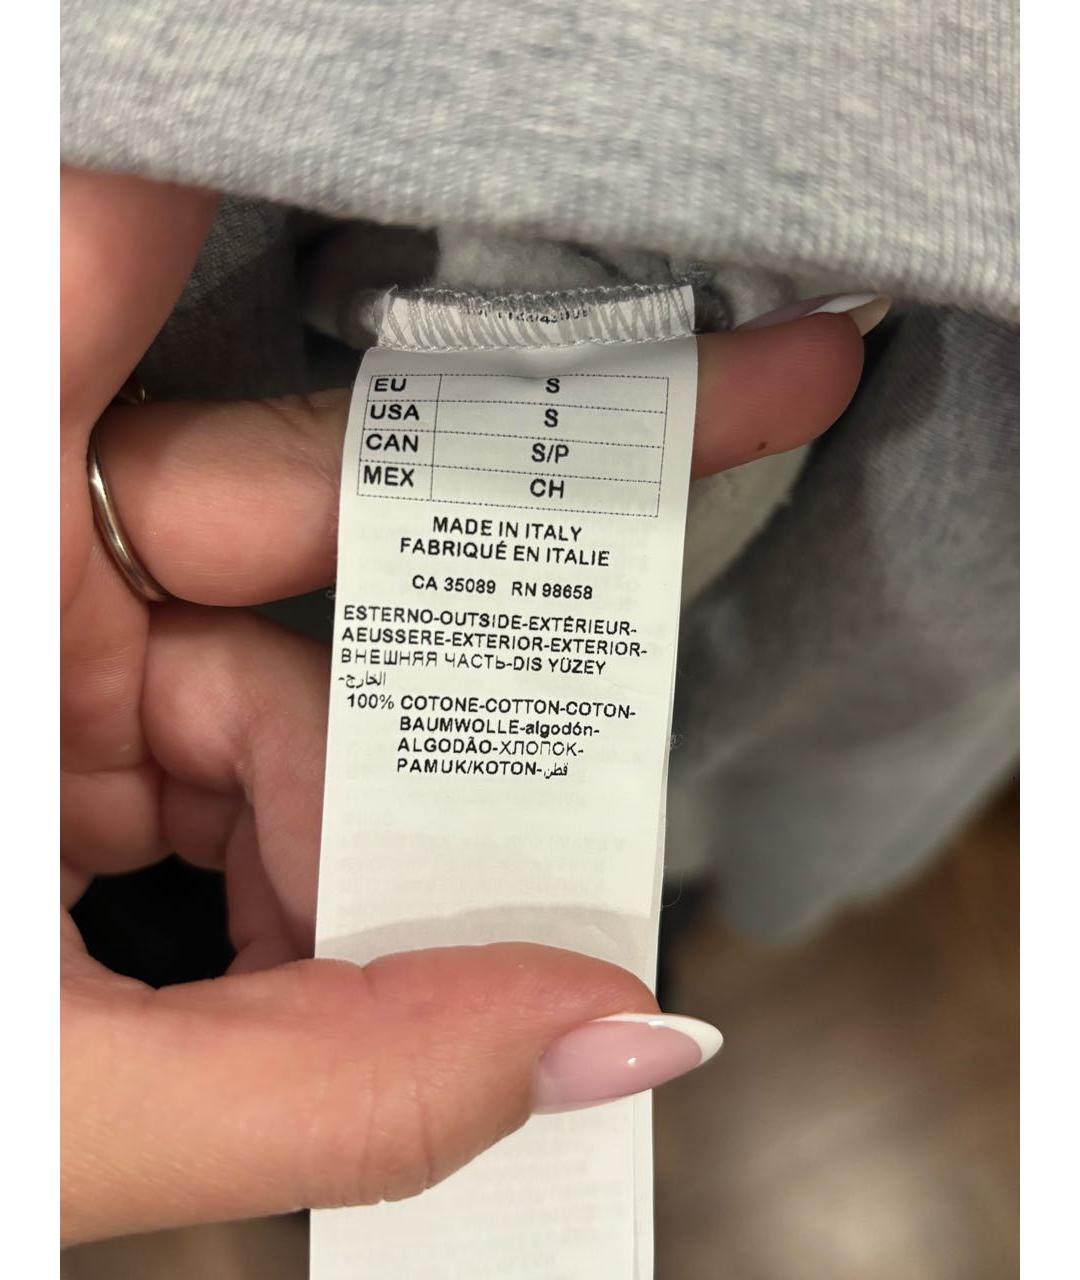 EU S
USA S
CAN S/P
MEX CH
MADE IN ITALY
FABRIQUÉ EN ITALIE
CA 35089 RN 98658
ESTERNO-OUTSIDE-EXTÉRIEUR-
AEUSSERE-EXTERIOR-EXTERIOR-
ВНЕШНЯЯ ЧАСТЬ-DIS YÜZEY
-الخارج
100% COTONE-COTTON-COTON-
BAUMWOLLE-algodón-
ALGODÃO-ХЛОПОК-
PAMUK/KOTON-قطن